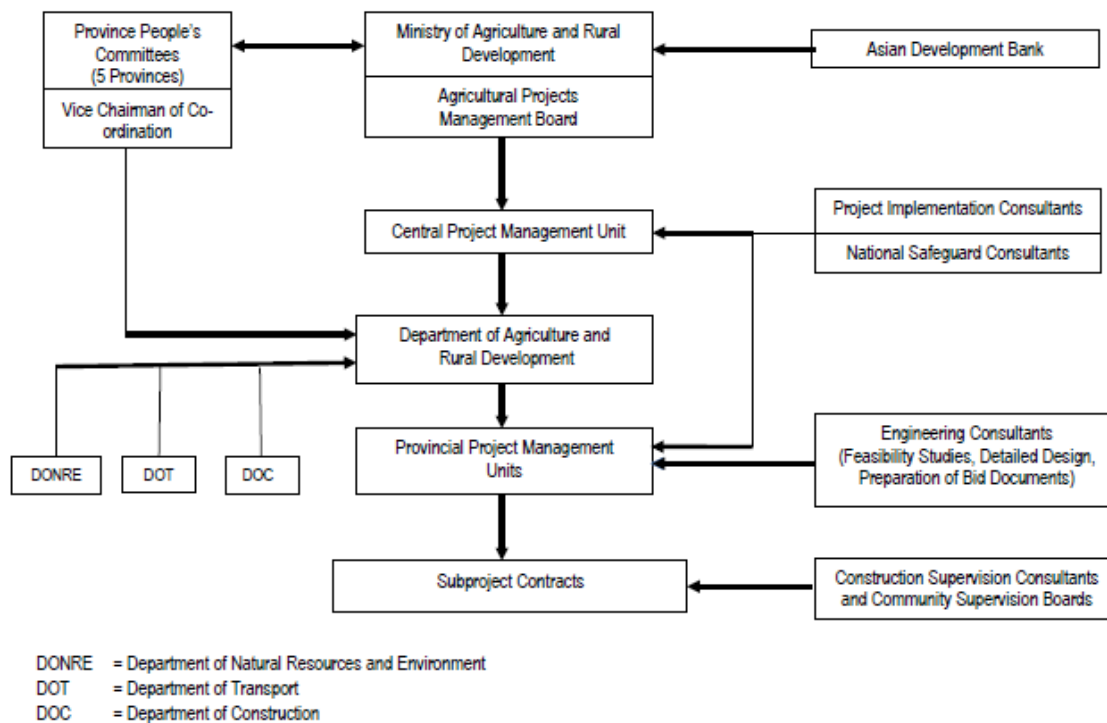 Province People's
Committees
(5 Provinces)
Vice Chairman of Co-
ordination
Ministry of Agriculture and Rural
Development
Agricultural Projects
Management Board
Asian Development Bank
Central Project Management Unit
Project Implementation Consultants
National Safeguard Consultants
Department of Agriculture and
Rural Development
DONRE
DOT
DOC
Provincial Project Management
Units
Engineering Consultants
(Feasibility Studies, Detailed Design,
Preparation of Bid Documents)
Subproject Contracts
Construction Supervision Consultants
and Community Supervision Boards
DONRE = Department of Natural Resources and Environment
DOT = Department of Transport
DOC = Department of Construction